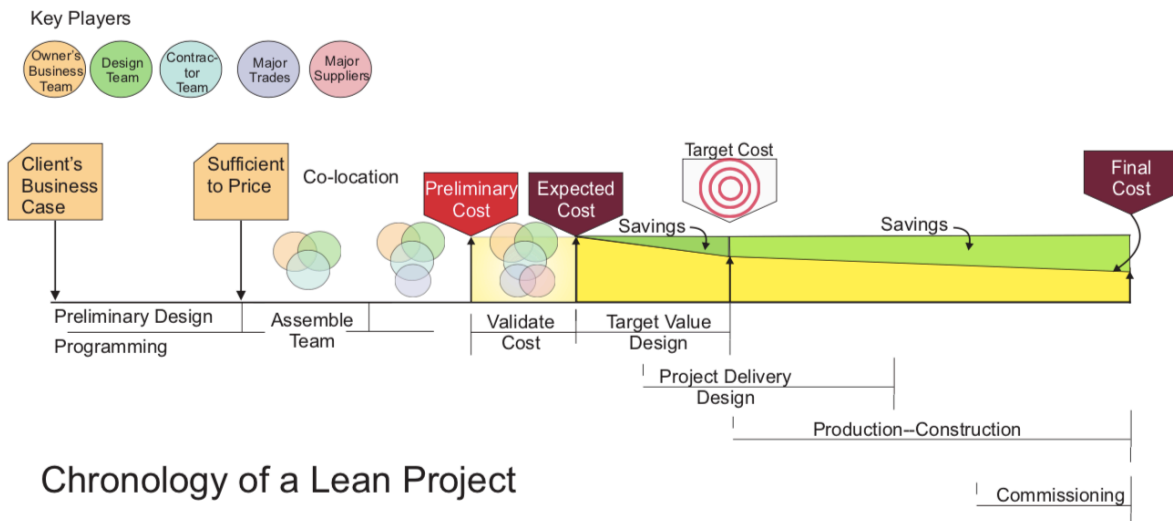 Key Players
Owner's
Business
Team
Design
Team
Contrac-
tor
Team
Major
Trades
Major
Suppliers
Client's
Business
Case
Sufficient
to Price
Co-location
Preliminary
Cost
Expected
Cost
Target Cost
Final
Cost
Savings
Savings
Preliminary Design
Programming
Assemble
Team
Validate
Cost
Target Value
Design
Project Delivery
Design
Production--Construction
Commissioning
Chronology of a Lean Project